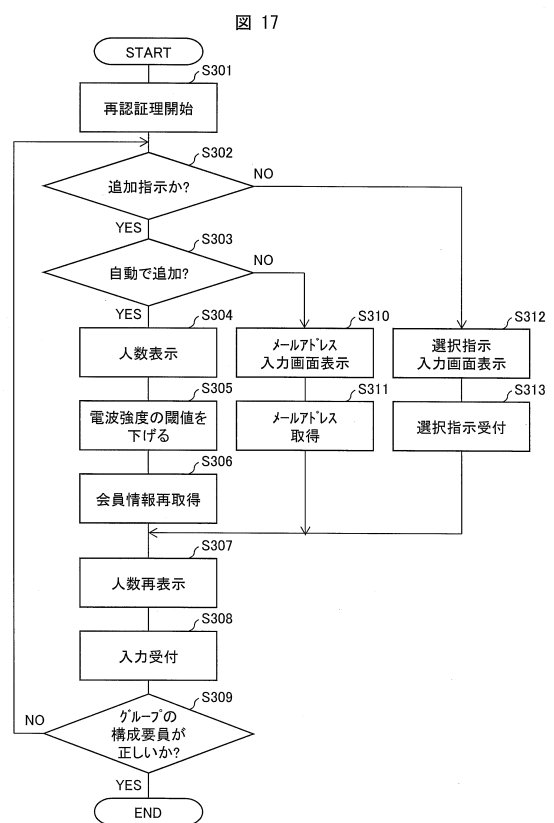 図 17
START
S301
再認証理開始
S302
追加指示か?
NO
YES
S303
自動で追加?
NO
YES
S304
人数表示
S305
電波強度の閾値を
下げる
S306
会員情報再取得
S310
メールアドレス
入力画面表示
S311
メールアドレス
取得
S312
選択指示
入力画面表示
S313
選択指示受付
S307
人数再表示
S308
入力受付
S309
グループの
構成要員が
正しいか?
NO
YES
END